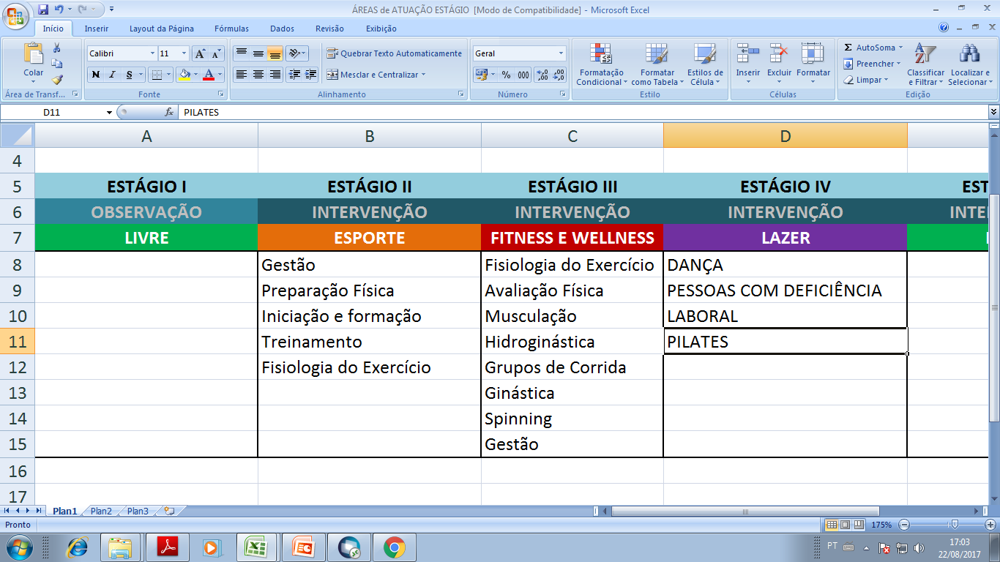 ÁREAS de ATUAÇÃO ESTÁGIO [Modo de Compatibilidade] - Microsoft Excel
Início Inserir Layout da Página Fórmulas Dados Revisão Exibição
Calibri 11 Quebrar Texto Automaticamente Geral AutoSoma
Preencher
Colar N I S Mesclar e Centralizar % 000 Formatação Condicional Formatar como Tabela Estilos de Célula Inserir Excluir Formatar Limpar Classificar e Filtrar Localizar e Selecionar
Área de Transf... Fonte Alinhamento Número Estilo Células Edição
D11 fx PILATES
A B C D
4
5 ESTÁGIO I ESTÁGIO II ESTÁGIO III ESTÁGIO IV EST
6 OBSERVAÇÃO INTERVENÇÃO INTERVENÇÃO INTERVENÇÃO INTE
7 LIVRE ESPORTE FITNESS E WELLNESS LAZER
8 Gestão Fisiologia do Exercício DANÇA
9 Preparação Física Avaliação Física PESSOAS COM DEFICIÊNCIA
10 Iniciação e formação Musculação LABORAL
11 Treinamento Hidroginástica PILATES
12 Fisiologia do Exercício Grupos de Corrida
13 Ginástica
14 Spinning
15 Gestão
16
17
Plan1 Plan2 Plan3
Pronto 175%
PT 17:03
22/08/2017